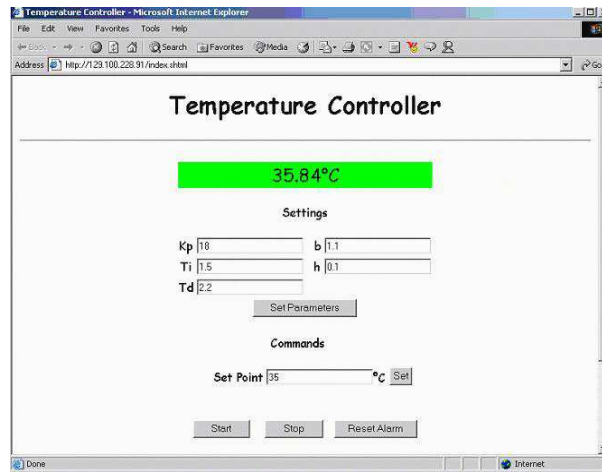 Temperature Controller - Microsoft Internet Explorer
File Edit View Favorites Tools Help
Back Search Favorites Media
Address http://129.100.228.91/index.shtml Go
Temperature Controller
35.84°C
Settings
Kp 18 b 1.1
Ti 1.5 h 0.1
Td 2.2
Set Parameters
Commands
Set Point 35 °C Set
Start Stop Reset Alarm
Done Internet